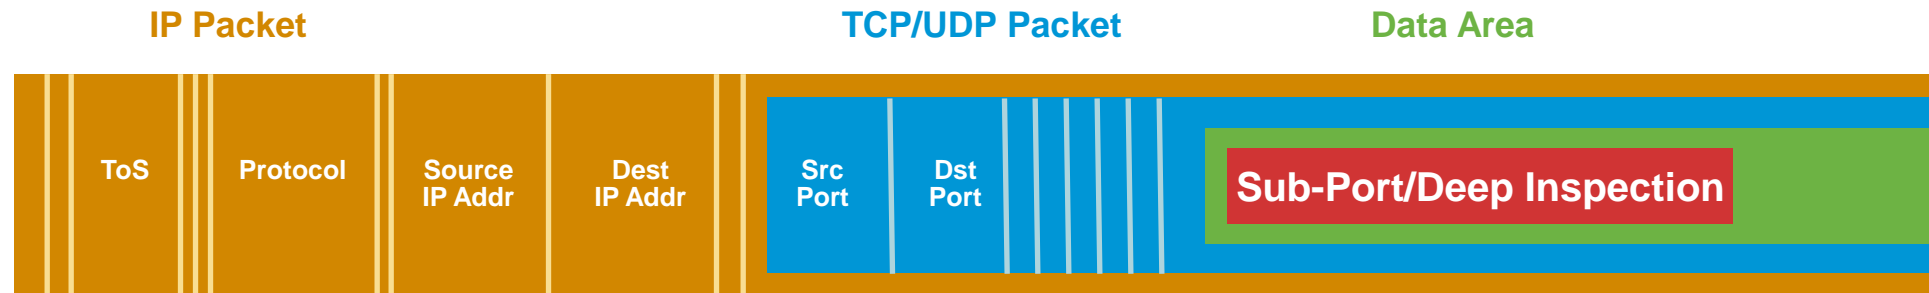 IP Packet TCP/UDP Packet Data Area
ToS Protocol Source IP Addr Dest IP Addr Src Port Dst Port Sub-Port/Deep Inspection